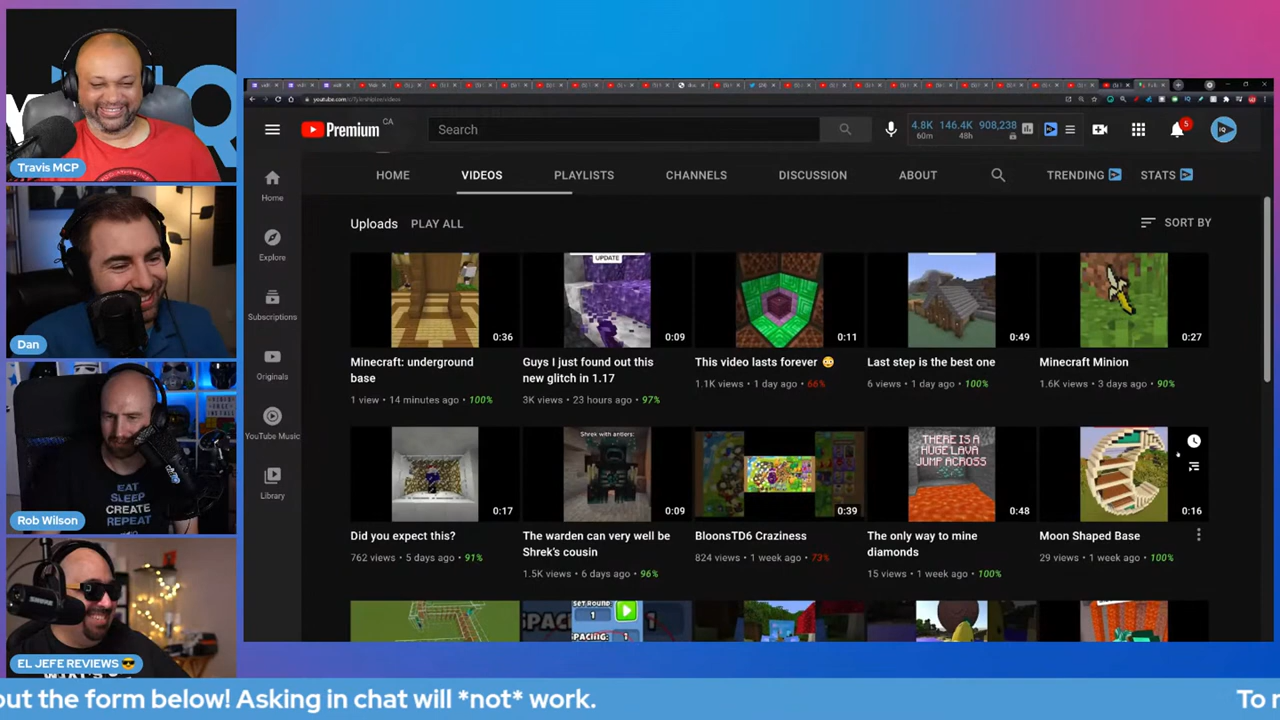 Travis MCP
Dan
EAT
SLEEP
CREATE
REPEAT
Rob Wilson
EL JEFE REVIEWS 😎
Premium
CA
Search
4.8K 146.4K 908,238
60m 48h
5
IQ
Home
Explore
Subscriptions
Originals
YouTube Music
Library
HOME
VIDEOS
PLAYLISTS
CHANNELS
DISCUSSION
ABOUT
TRENDING
STATS
Uploads PLAY ALL
SORT BY
0:36
Minecraft: underground
base
1 view • 14 minutes ago • 100%
UPDATE
0:09
Guys I just found out this
new glitch in 1.17
3K views • 23 hours ago • 97%
0:11
This video lasts forever 😳
1.1K views • 1 day ago • 66%
0:49
Last step is the best one
6 views • 1 day ago • 100%
0:27
Minecraft Minion
1.6K views • 3 days ago • 90%
0:17
Did you expect this?
762 views • 5 days ago • 91%
Shrek with antlers:
0:09
The warden can very well be
Shrek's cousin
1.5K views • 6 days ago • 96%
0:39
BloonsTD6 Craziness
824 views • 1 week ago • 73%
THERE IS A
HUGE LAVA
JUMP ACROSS
0:48
The only way to mine
diamonds
15 views • 1 week ago • 100%
0:16
Moon Shaped Base
29 views • 1 week ago • 100%
SET ROUND
1
SPACING:
1
out the form below! Asking in chat will *not* work.